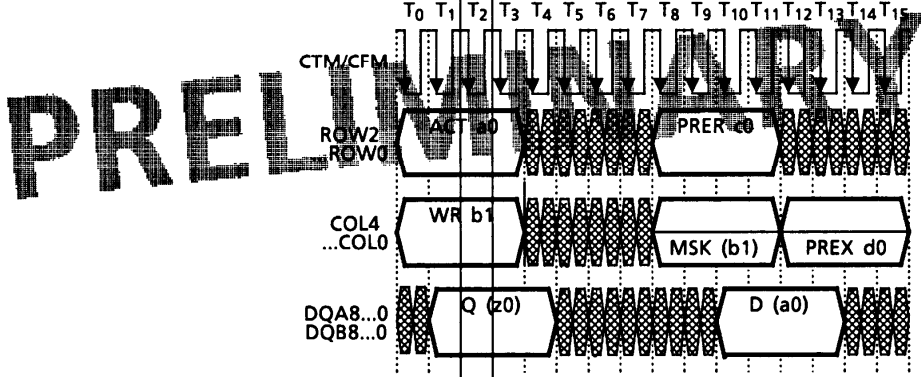 T0 T1 T2 T3 T4 T5 T6 T7 T8 T9 T10 T11 T12 T13 T14 T15
CTM/CFM
PRELIMINARY
ROW2
..ROW0
ACT a0
PRER c0
COL4
...COL0
WR b1
MSK (b1)
PREX d0
DQA8...0
DQB8...0
Q (z0)
D (a0)